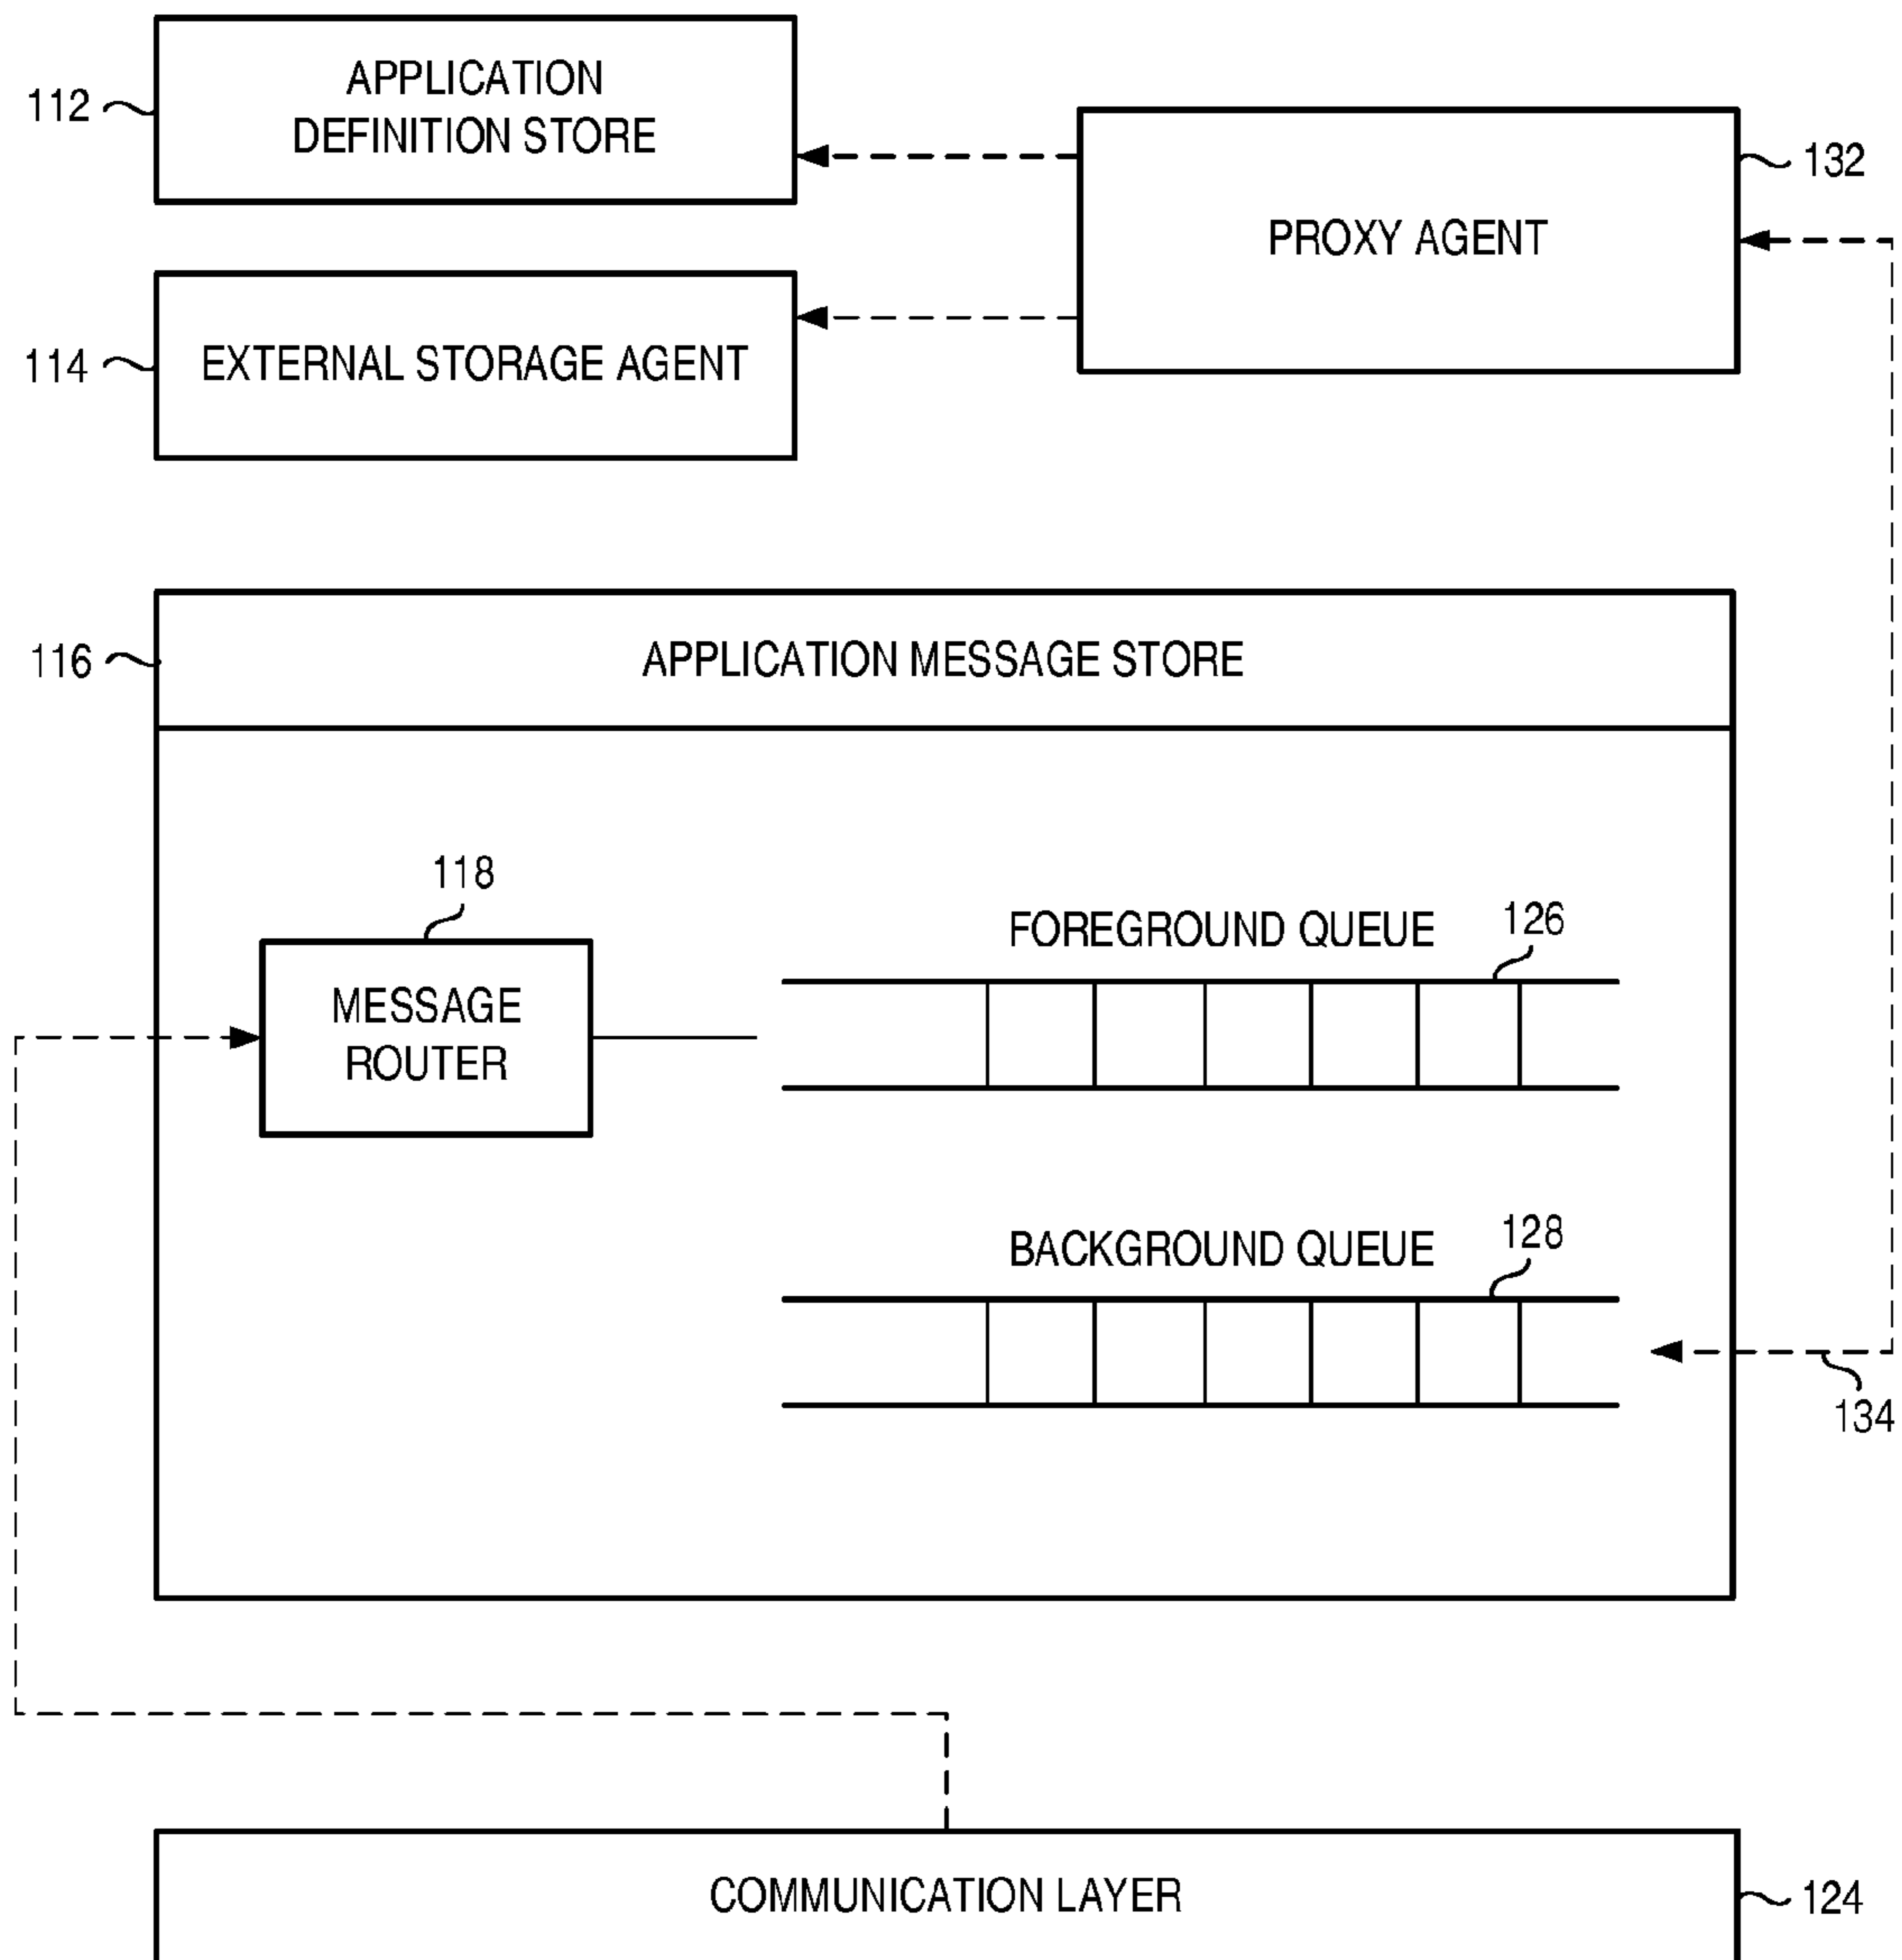 APPLICATION
DEFINITION STORE
112
PROXY AGENT
132
EXTERNAL STORAGE AGENT
114
APPLICATION MESSAGE STORE
116
118
MESSAGE
ROUTER
FOREGROUND QUEUE
126
BACKGROUND QUEUE
128
134
COMMUNICATION LAYER
124